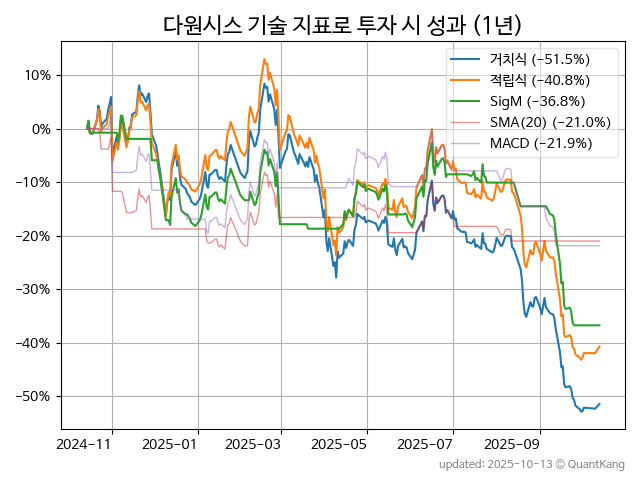 다원시스 기술 지표로 투자 시 성과 (1년)
거치식 (−51.5%)
적립식 (−40.8%)
SigM (−36.8%)
SMA(20) (−21.0%)
MACD (−21.9%)
10%
0%
−10%
−20%
−30%
−40%
−50%
2024-11
2025-01
2025-03
2025-05
2025-07
2025-09
updated: 2025-10-13 © QuantKang